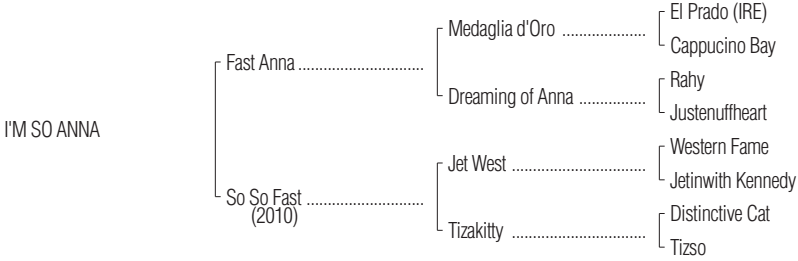 El Prado (IRE)
Medaglia d'Oro ......................
Cappucino Bay
Fast Anna ..............................
Rahy
Dreaming of Anna .................
Justenuffheart
I'M SO ANNA
Western Fame
Jet West ...................................
Jetinwith Kennedy
So So Fast ............................
(2010)
Distinctive Cat
Tizakitty ...................................
Tizso